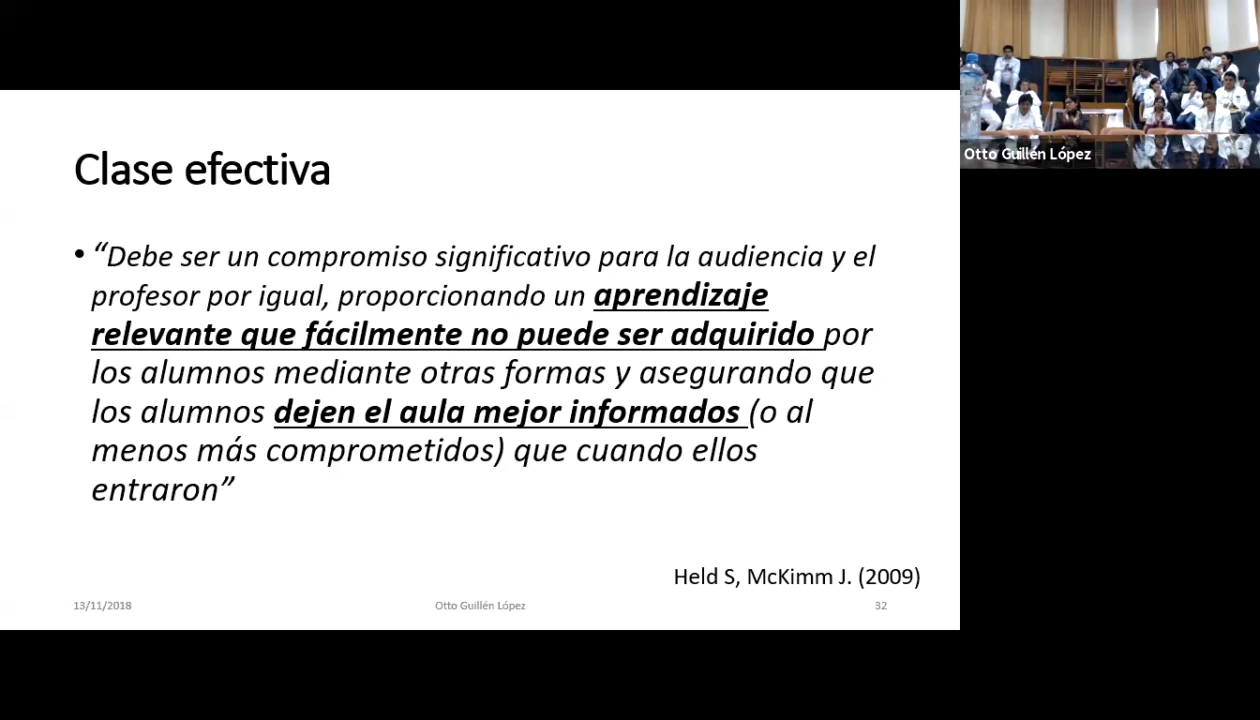 Clase efectiva
• “Debe ser un compromiso significativo para la audiencia y el
profesor por igual, proporcionando un aprendizaje
relevante que fácilmente no puede ser adquirido por
los alumnos mediante otras formas y asegurando que
los alumnos dejen el aula mejor informados (o al
menos más comprometidos) que cuando ellos
entraron”
Held S, McKimm J. (2009)
13/11/2018 Otto Guillén López 32
Otto Guillén López